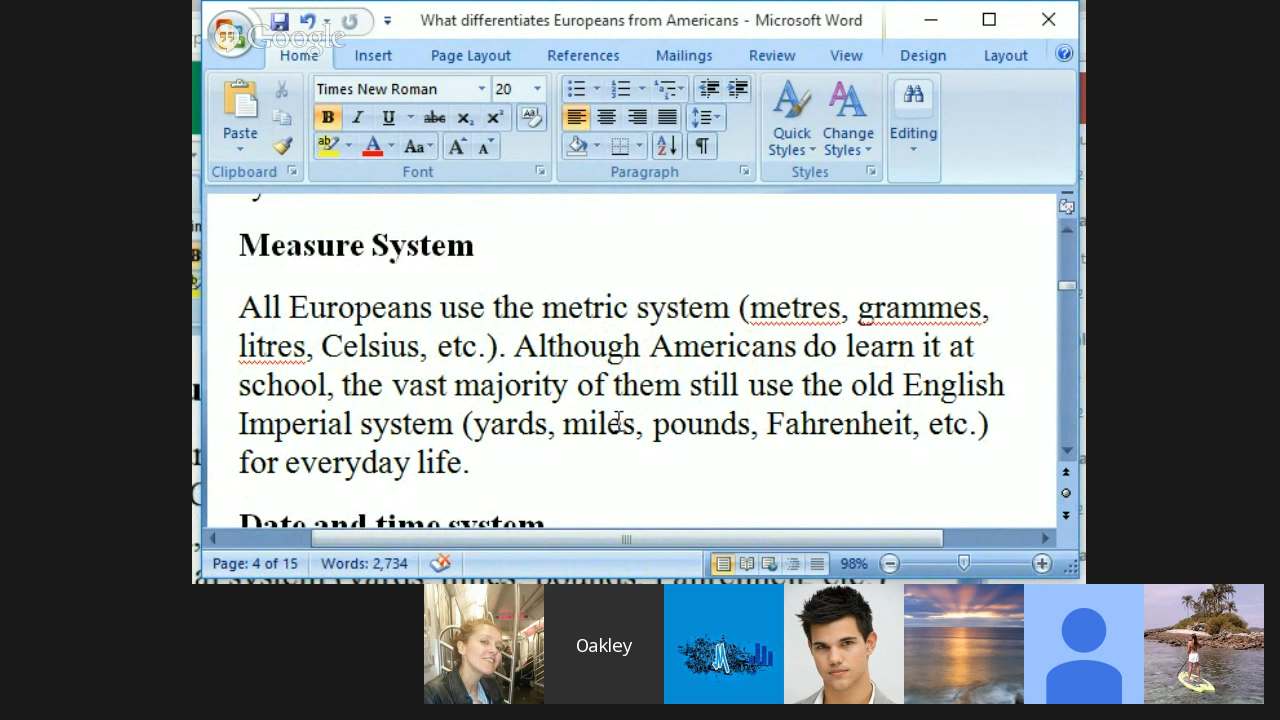 What differentiates Europeans from Americans - Microsoft Word
Google
Home Insert Page Layout References Mailings Review View Design Layout
Times New Roman 20
Paste
Quick Styles
Change Styles
Editing
Clipboard Font Paragraph Styles
Measure System
All Europeans use the metric system (metres, grammes,
litres, Celsius, etc.). Although Americans do learn it at
school, the vast majority of them still use the old English
Imperial system (yards, miles, pounds, Fahrenheit, etc.)
for everyday life.
Date and time system
Page: 4 of 15 Words: 2,734 98%
Oakley